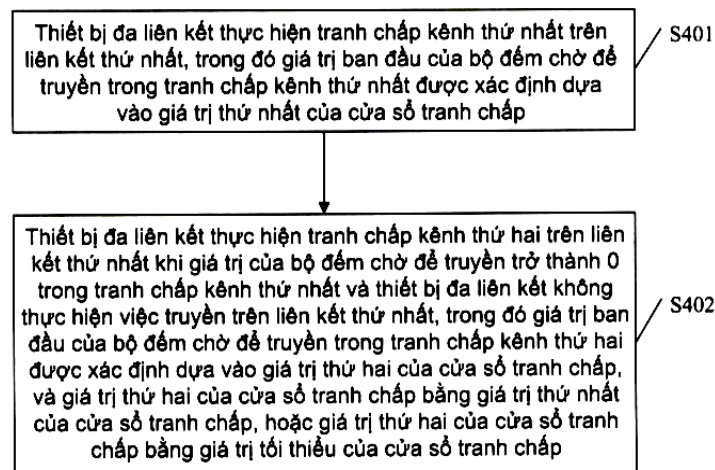 Thiết bị đa liên kết thực hiện tranh chấp kênh thứ nhất trên
liên kết thứ nhất, trong đó giá trị ban đầu của bộ đếm chờ để
truyền trong tranh chấp kênh thứ nhất được xác định dựa
vào giá trị thứ nhất của cửa sổ tranh chấp
S401
Thiết bị đa liên kết thực hiện tranh chấp kênh thứ hai trên liên
kết thứ nhất khi giá trị của bộ đếm chờ để truyền trở thành 0
trong tranh chấp kênh thứ nhất và thiết bị đa liên kết không
thực hiện việc truyền trên liên kết thứ nhất, trong đó giá trị ban
đầu của bộ đếm chờ để truyền trong tranh chấp kênh thứ hai
được xác định dựa vào giá trị thứ hai của cửa sổ tranh chấp,
và giá trị thứ hai của cửa sổ tranh chấp bằng giá trị thứ nhất
của cửa sổ tranh chấp, hoặc giá trị thứ hai của cửa sổ tranh
chấp bằng giá trị tối thiểu của cửa sổ tranh chấp
S402